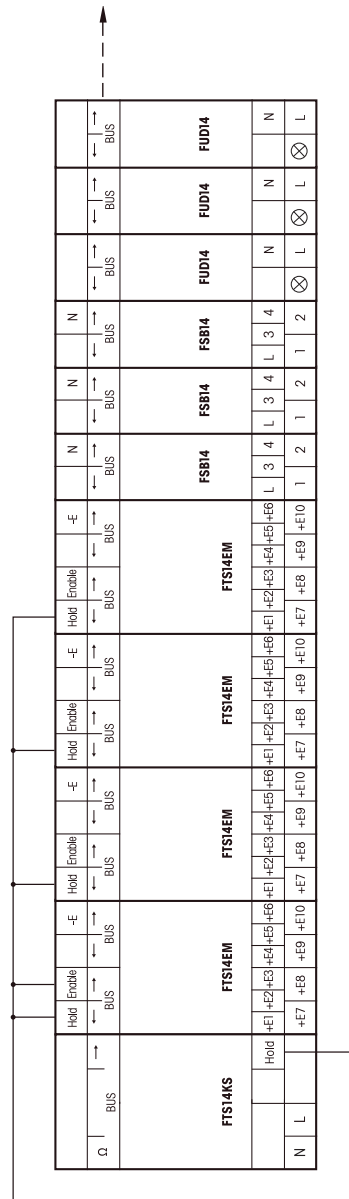 Hold Enable -E Hold Enable -E Hold Enable -E Hold Enable -E N N N
Ω
BUS BUS BUS BUS BUS BUS BUS BUS BUS BUS BUS BUS BUS BUS BUS
FTS14KS FTS14EM FTS14EM FTS14EM FTS14EM FSB14 FSB14 FSB14 FUD14 FUD14 FUD14
Hold +E1 +E2 +E3 +E4 +E5 +E6 +E1 +E2 +E3 +E4 +E5 +E6 +E1 +E2 +E3 +E4 +E5 +E6 +E1 +E2 +E3 +E4 +E5 +E6 L 3 4 L 3 4 L 3 4 N N N
N L +E7 +E8 +E9 +E10 +E7 +E8 +E9 +E10 +E7 +E8 +E9 +E10 +E7 +E8 +E9 +E10 1 2 1 2 1 2 L L L